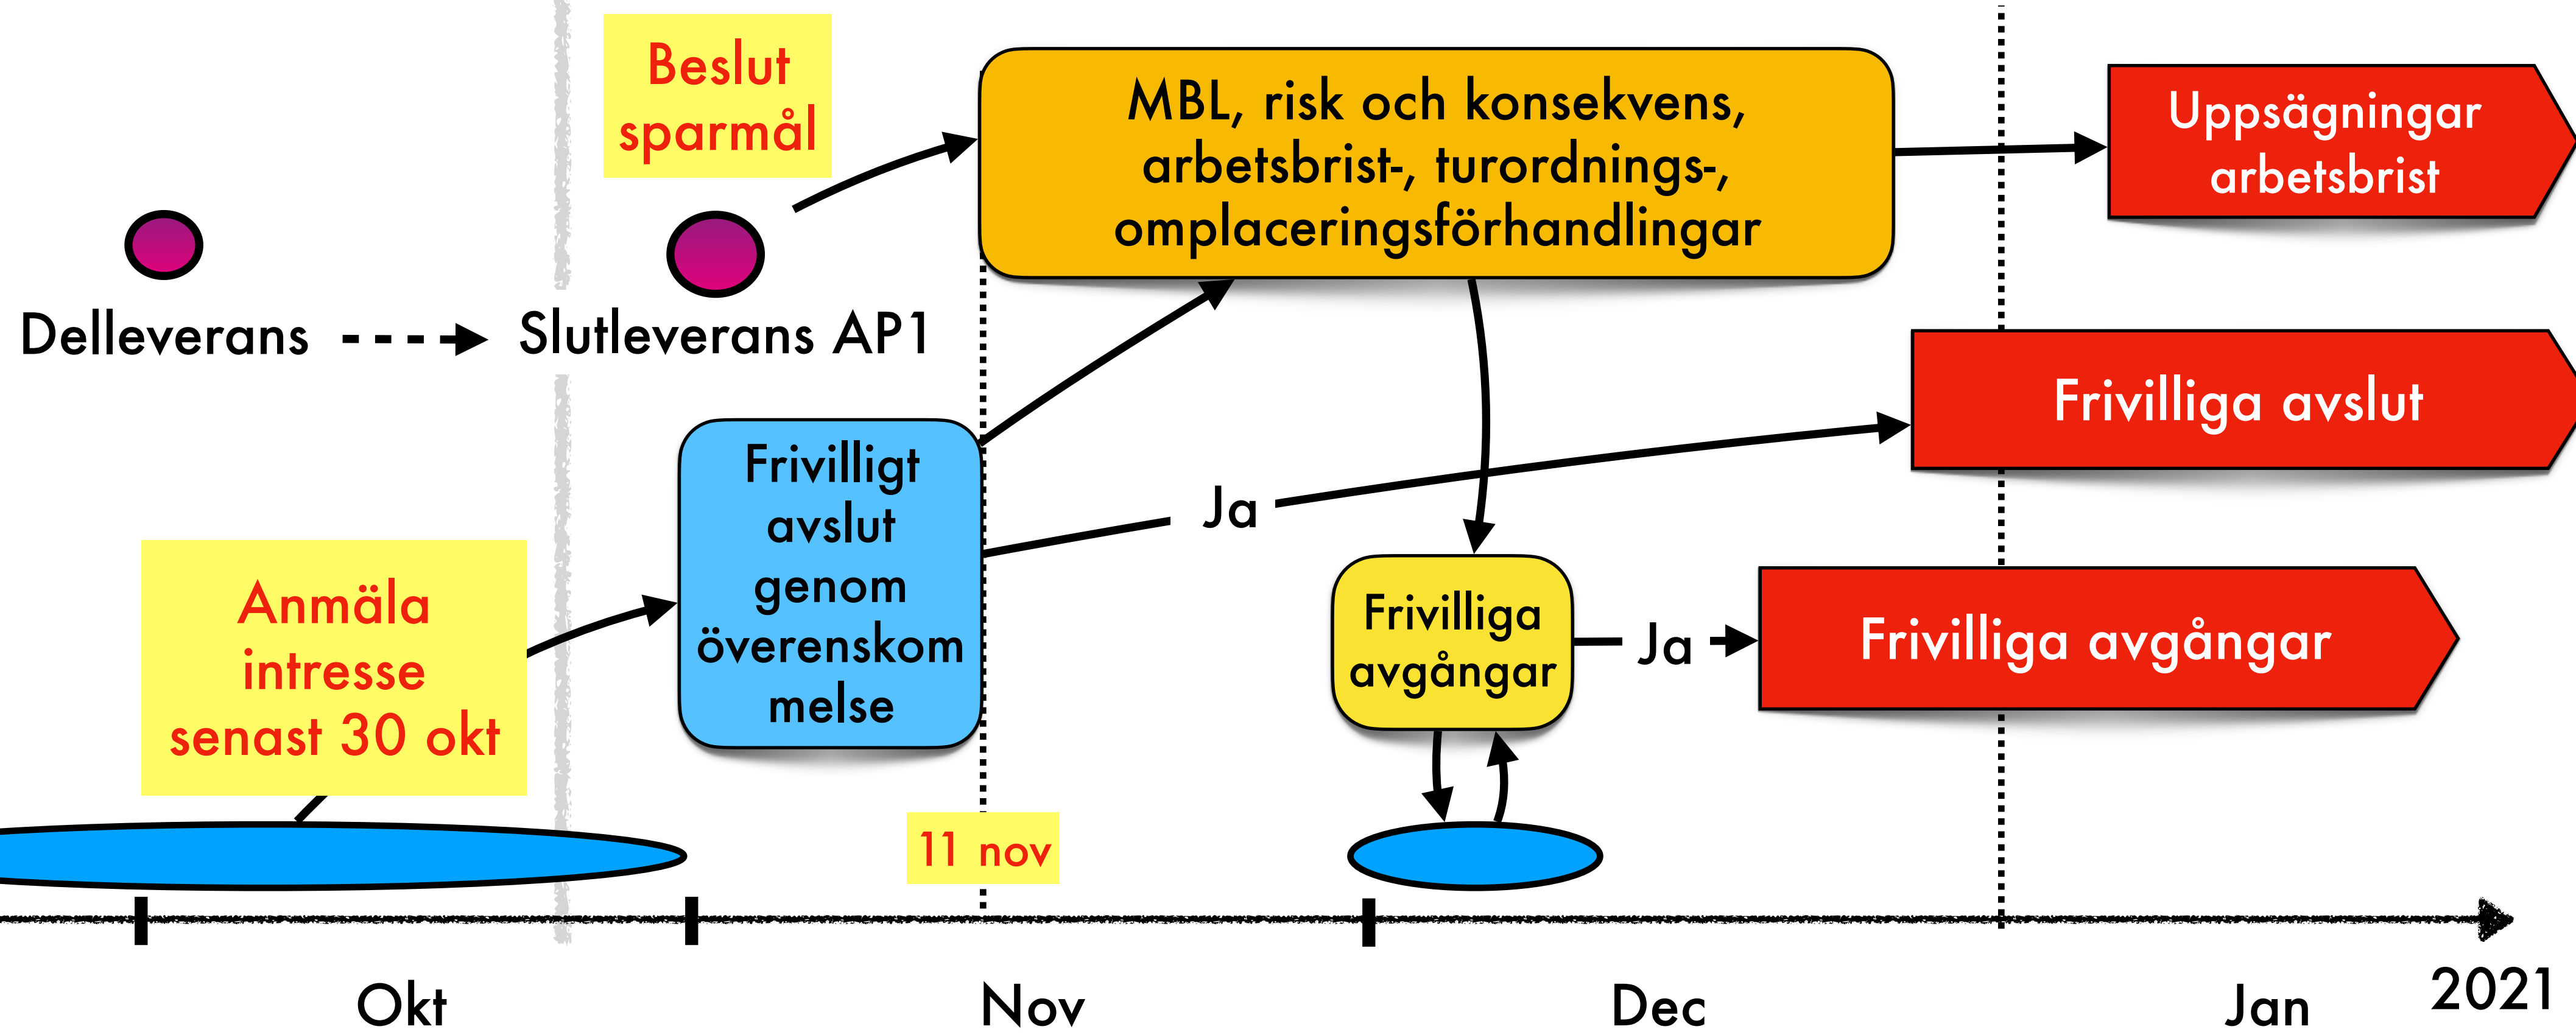 Beslut
sparmål
MBL, risk och konsekvens,
arbetsbrist-, turordnings-,
omplaceringsförhandlingar
Uppsägningar
arbetsbrist
Delleverans
Slutleverans AP1
Frivilliga avslut
Frivilligt
avslut
genom
överenskom
melse
Ja
Anmäla
intresse
senast 30 okt
Frivilliga
avgångar
Ja
Frivilliga avgångar
11 nov
Okt
Nov
Dec
Jan
2021